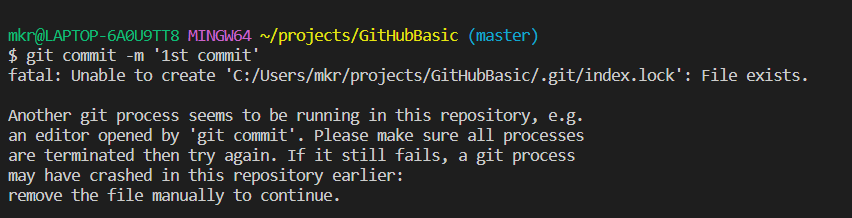 mkr@LAPTOP-6A0U9TT8 MINGW64 ~/projects/GitHubBasic (master)
$ git commit -m '1st commit'
fatal: Unable to create 'C:/Users/mkr/projects/GitHubBasic/.git/index.lock': File exists.
Another git process seems to be running in this repository, e.g.
an editor opened by 'git commit'. Please make sure all processes
are terminated then try again. If it still fails, a git process
may have crashed in this repository earlier:
remove the file manually to continue.